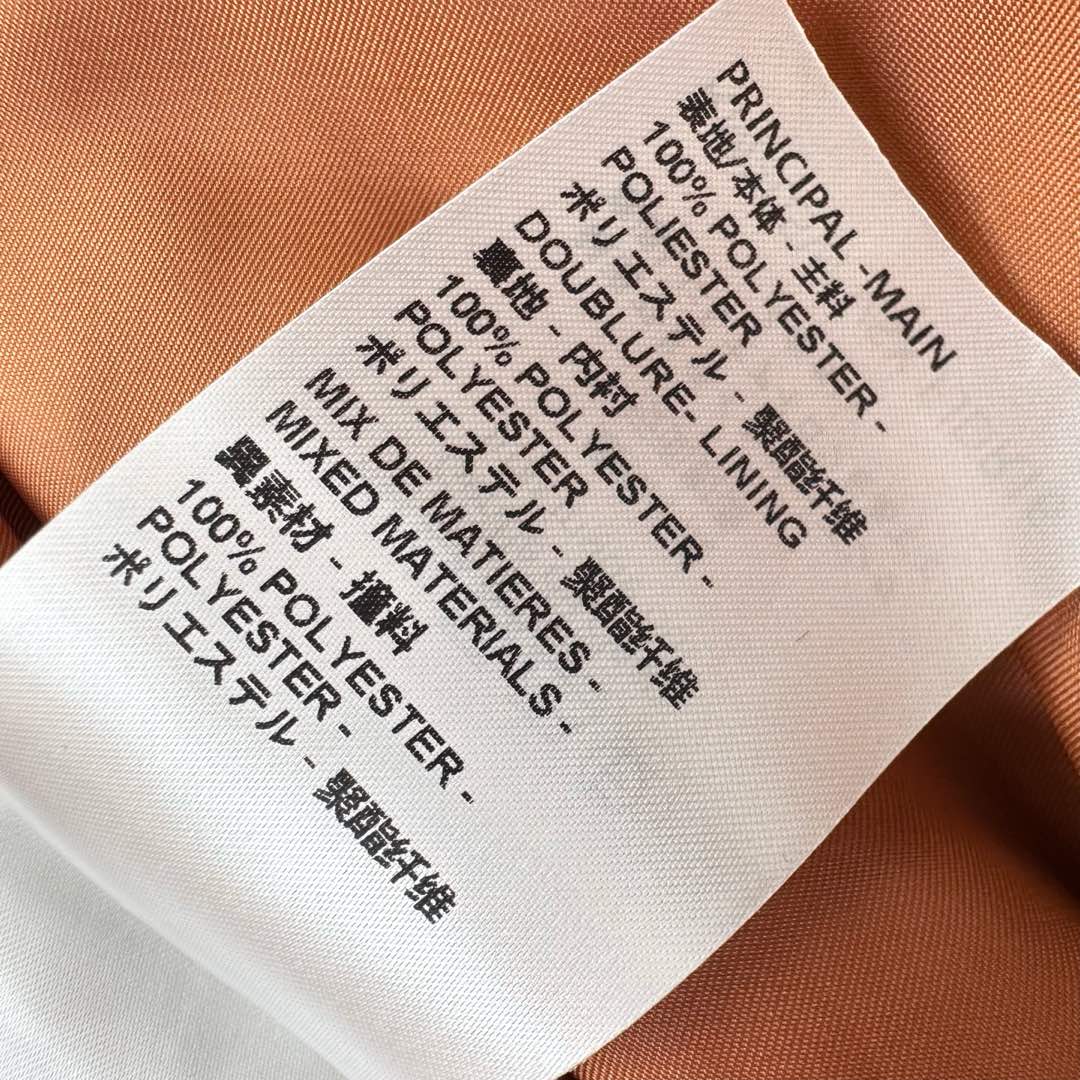 PRINCIPAL -MAIN
表地/本体 - 主料
100% POLYESTER -
POLIESTER
ポリエステル - 聚酯纤维
DOUBLURE- LINING
裏地 - 内衬
100% POLYESTER -
POLYESTER
ポリエステル - 聚酯纤维
MIX DE MATIERES -
MIXED MATERIALS -
異素材 - 撞料
100% POLYESTER -
POLYESTER -
ポリエステル - 聚酯纤维